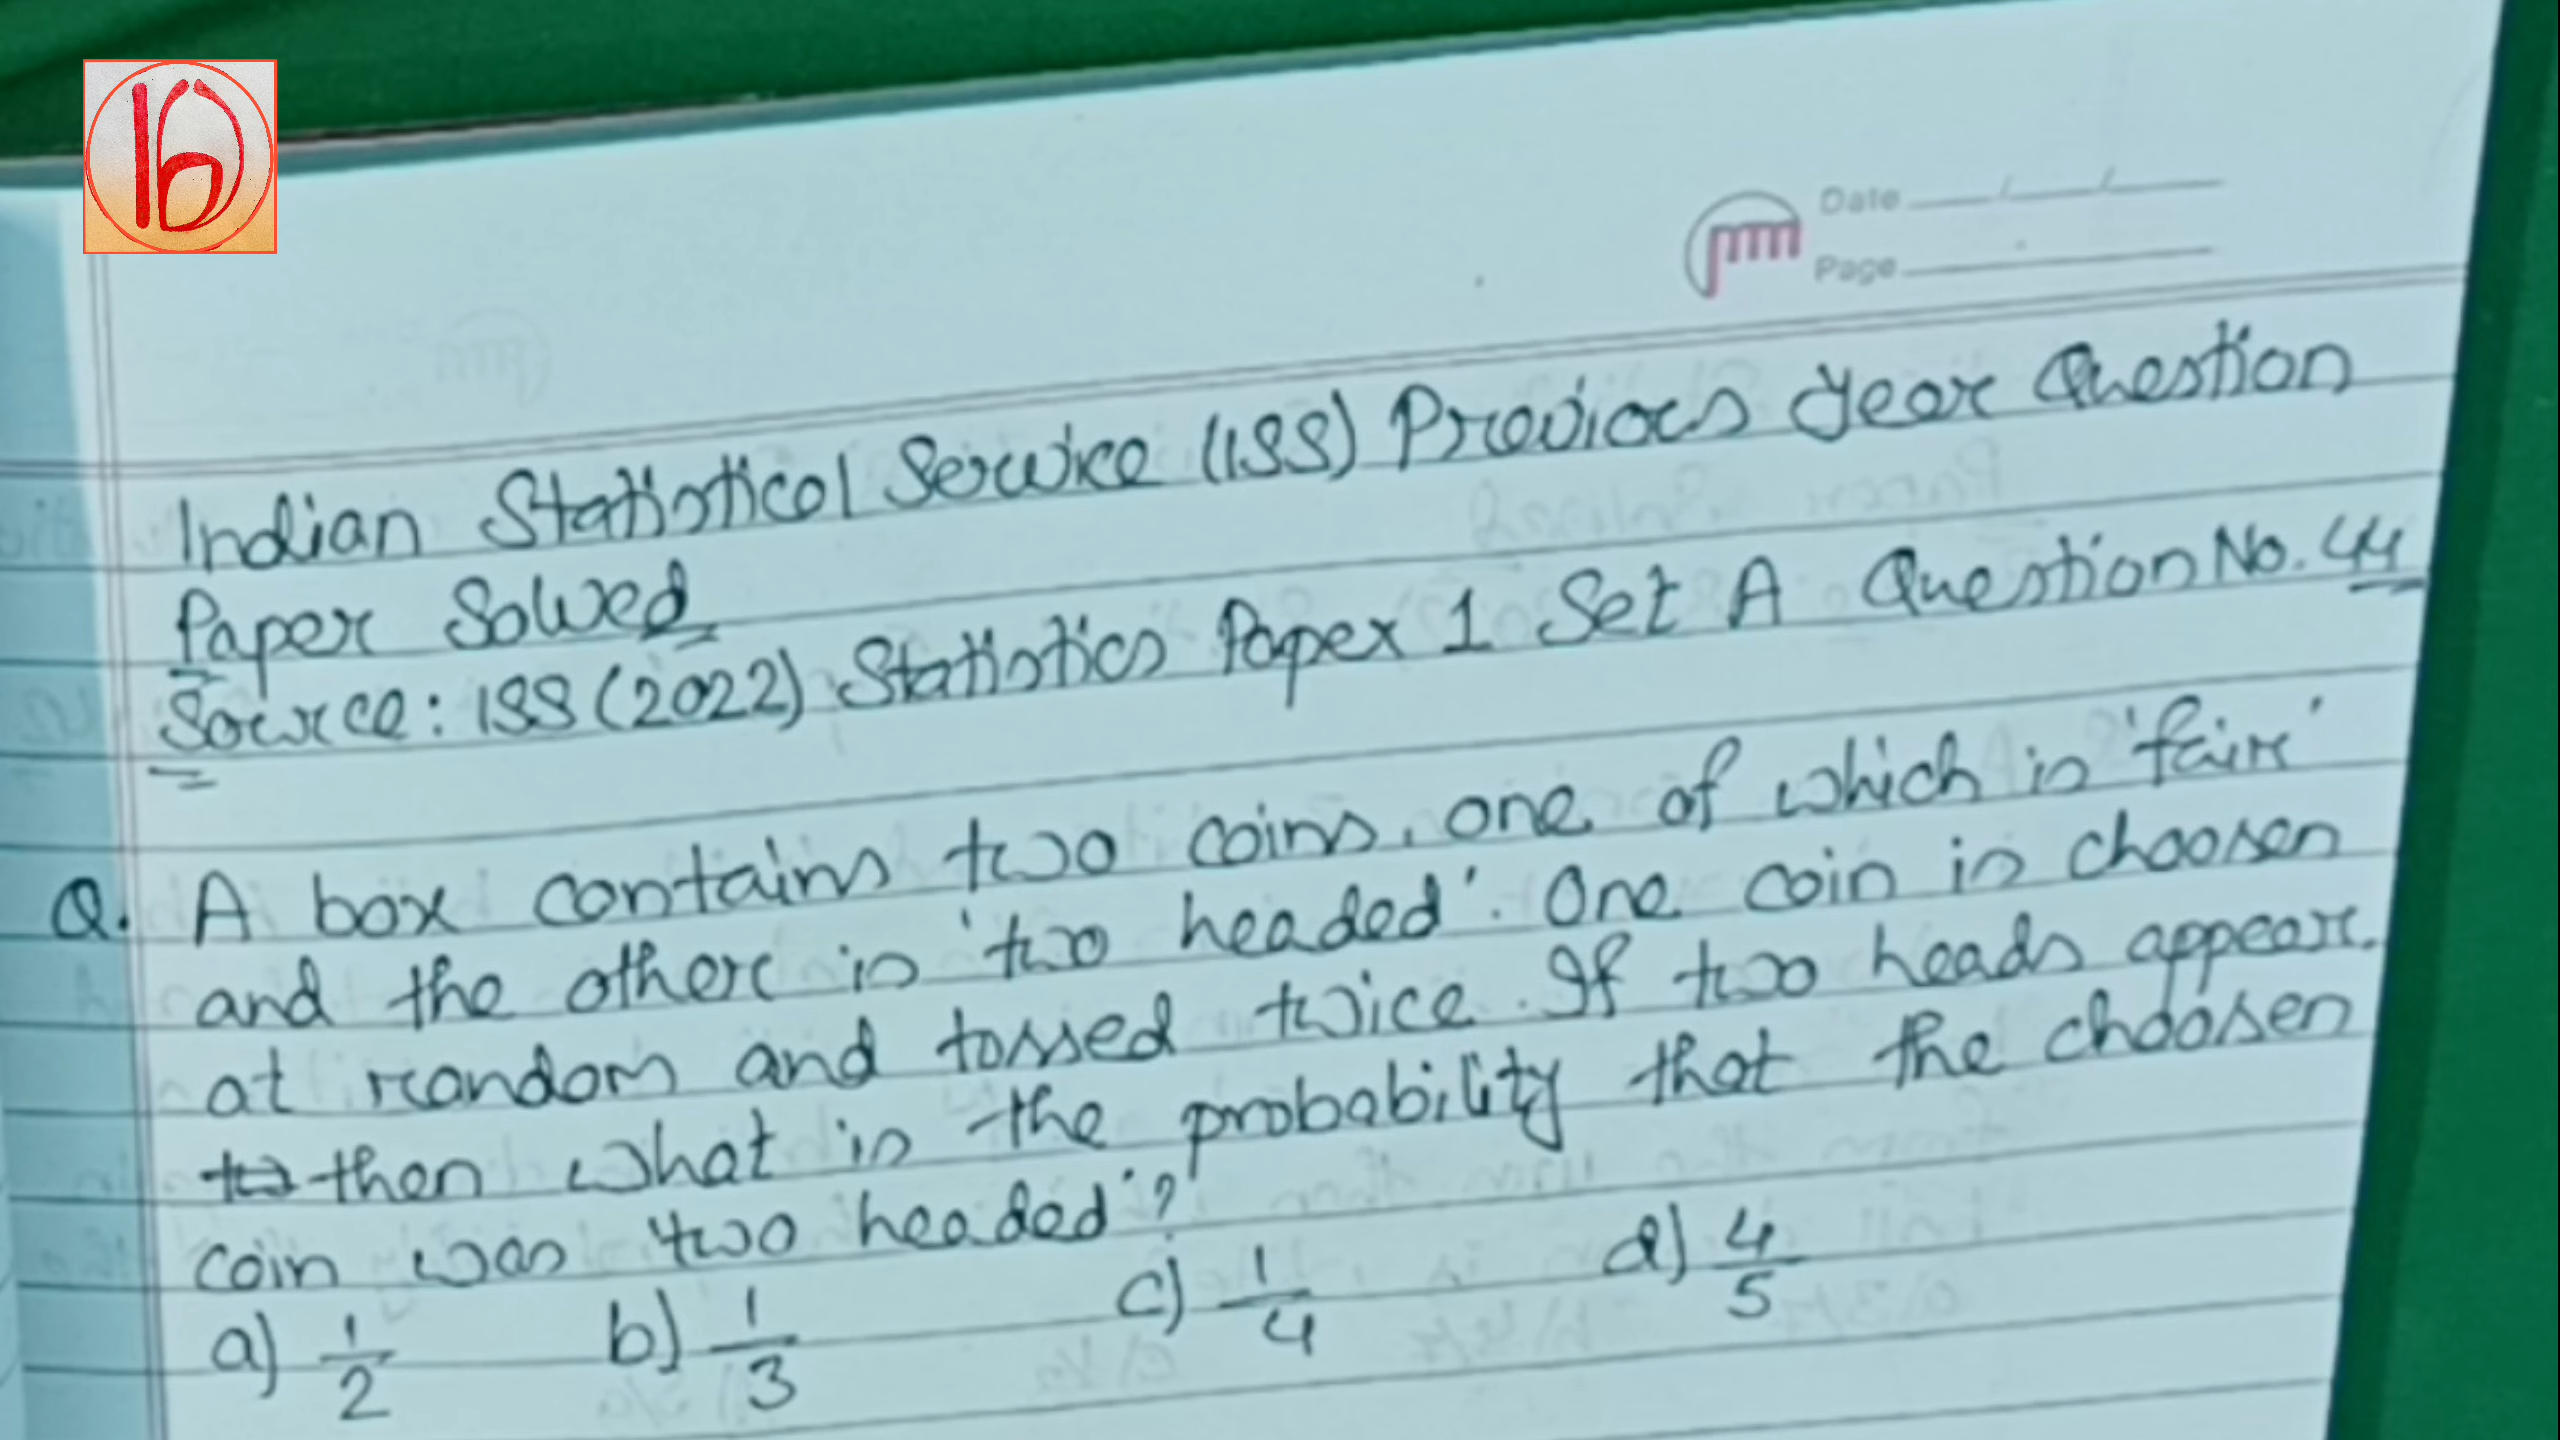 Date
Page
Indian Statistical Service (ISS) Previous Year Question
Paper Solved
Source: ISS (2022) Statistics Paper 1 Set A Question No. 44
Q. A box contains two coins, one of which is 'fair'
and the other is 'two headed'. One coin is choosen
at random and tossed twice. If two heads appear.
then what is the probability that the choosen
coin was two headed'?
a) 1/2 b) 1/3 c) 1/4 d) 4/5